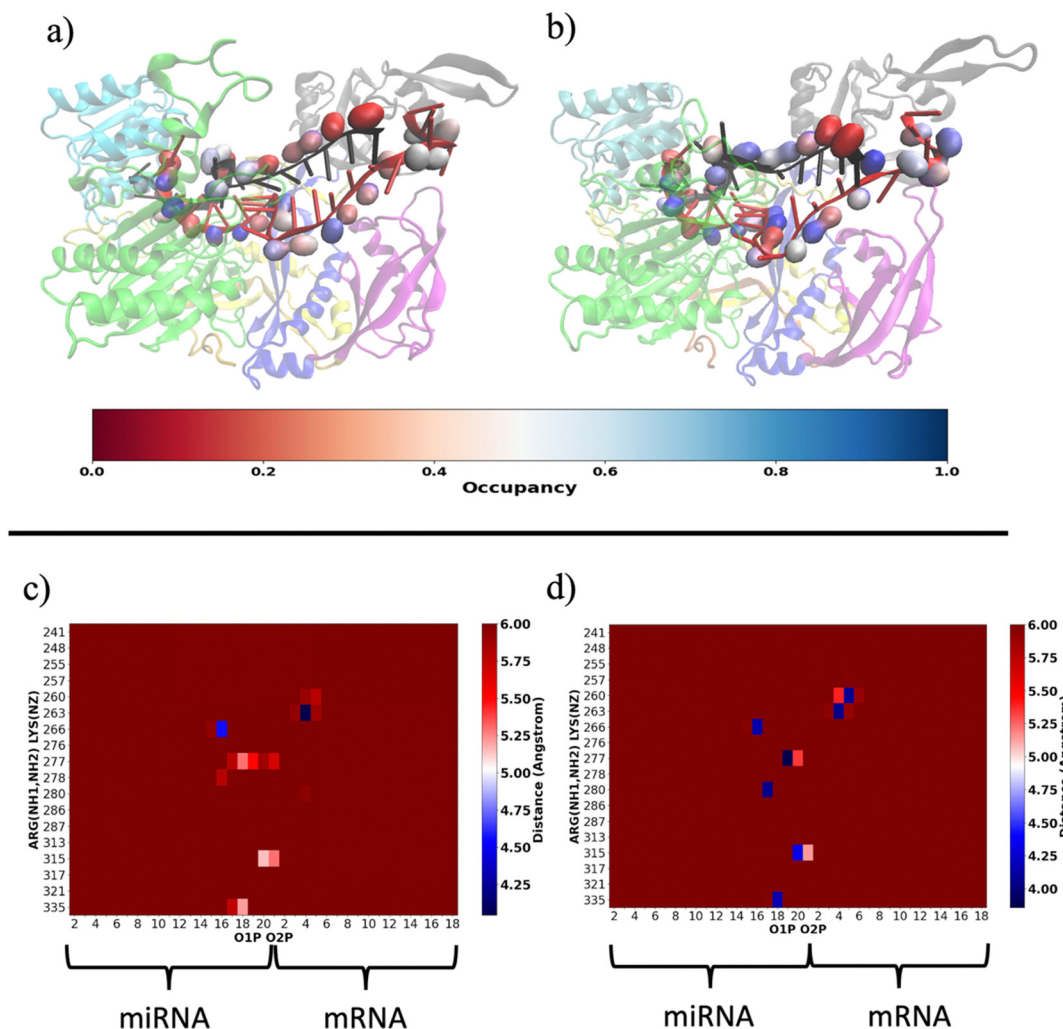 a)
b)
0.0 0.2 0.4 0.6 0.8 1.0
Occupancy
c)
d)
ARG(NH1,NH2) LYS(NZ)
241
248
255
257
260
263
266
276
277
278
280
286
287
313
315
317
321
335
2 4 6 8 10 12 14 16 18 20 2 4 6 8 10 12 14 16 18
O1P O2P
6.00
5.75
5.50
5.25
5.00
4.75
4.50
4.25
Distance (Angstrom)
miRNA
mRNA
ARG(NH1,NH2) LYS(NZ)
241
248
255
257
260
263
266
276
277
278
280
286
287
313
315
317
321
335
2 4 6 8 10 12 14 16 18 20 2 4 6 8 10 12 14 16 18
O1P O2P
6.00
5.75
5.50
5.25
5.00
4.75
4.50
4.25
4.00
Distance (Angstrom)
miRNA
mRNA